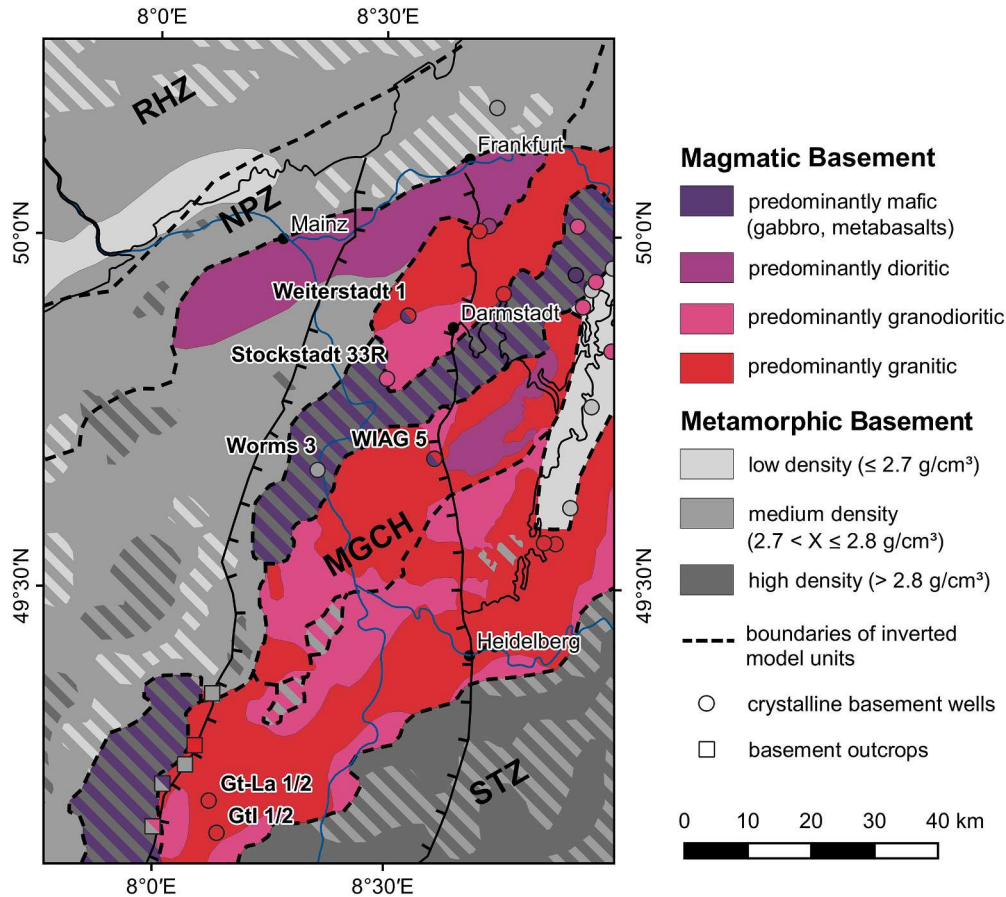 8°0′E
8°30′E
RHZ
Frankfurt
NPZ
Mainz
50°0′N
50°0′N
Weiterstadt 1
Darmstadt
Stockstadt 33R
Worms 3
WIAG 5
MGCH
49°30′N
49°30′N
Heidelberg
STZ
Gt-La 1/2
GtI 1/2
8°0′E
8°30′E
Magmatic Basement
predominantly mafic
(gabbro, metabasalts)
predominantly dioritic
predominantly granodioritic
predominantly granitic
Metamorphic Basement
low density (≤ 2.7 g/cm³)
medium density
(2.7 < X ≤ 2.8 g/cm³)
high density (> 2.8 g/cm³)
boundaries of inverted
model units
crystalline basement wells
basement outcrops
0 10 20 30 40 km